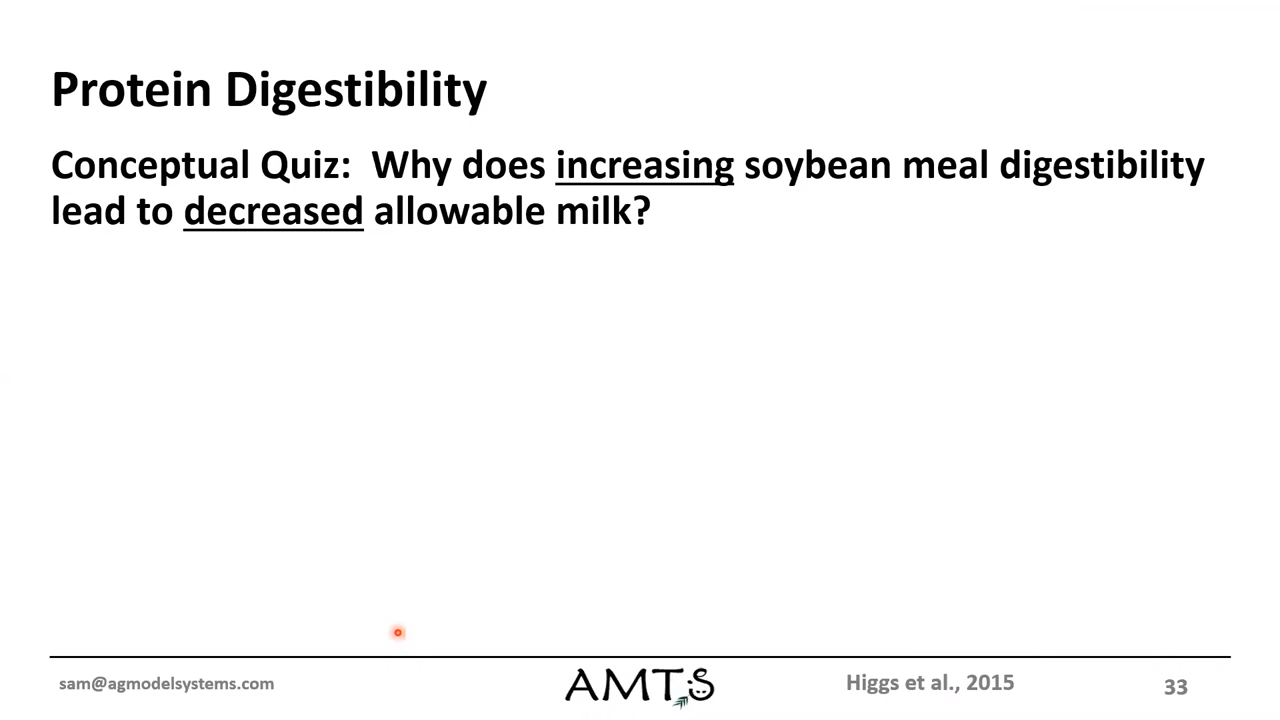 Protein Digestibility
Conceptual Quiz: Why does increasing soybean meal digestibility
lead to decreased allowable milk?
sam@agmodelsystems.com
AMTS
Higgs et al., 2015
33